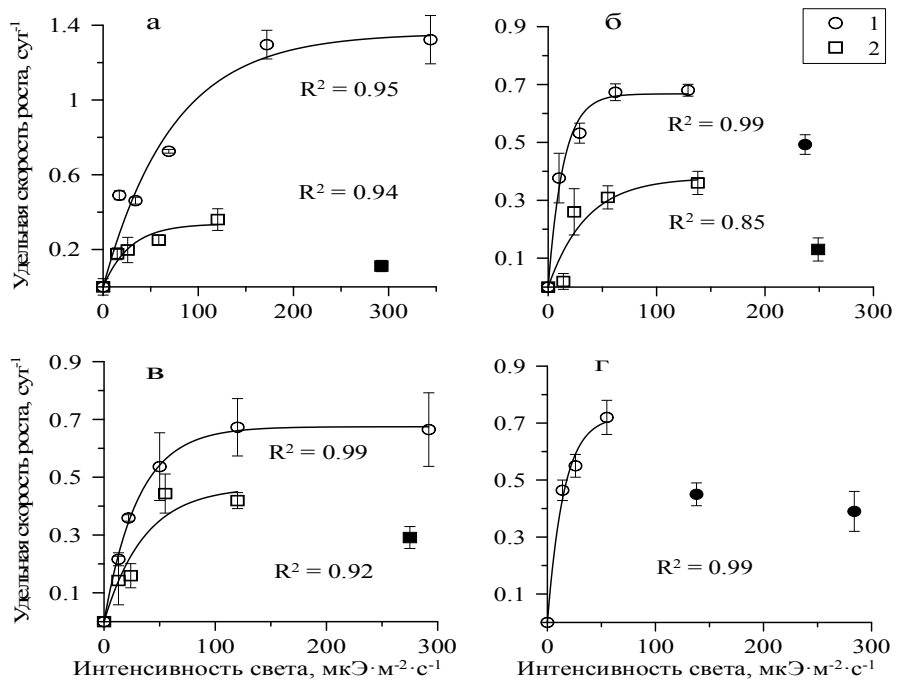 а
б
1
2
Удельная скорость роста, сут-1
1.4
1
0.6
0.2
R² = 0.95
R² = 0.94
0
100
200
300
0.9
0.7
0.5
0.3
0.1
R² = 0.99
R² = 0.85
0
100
200
300
в
г
Удельная скорость роста, сут-1
0.9
0.7
0.5
0.3
0.1
R² = 0.99
R² = 0.92
0
100
200
300
Интенсивность света, мкЭ·м-2·с-1
0.9
0.7
0.5
0.3
0.1
R² = 0.99
0
100
200
300
Интенсивность света, мкЭ·м-2·с-1